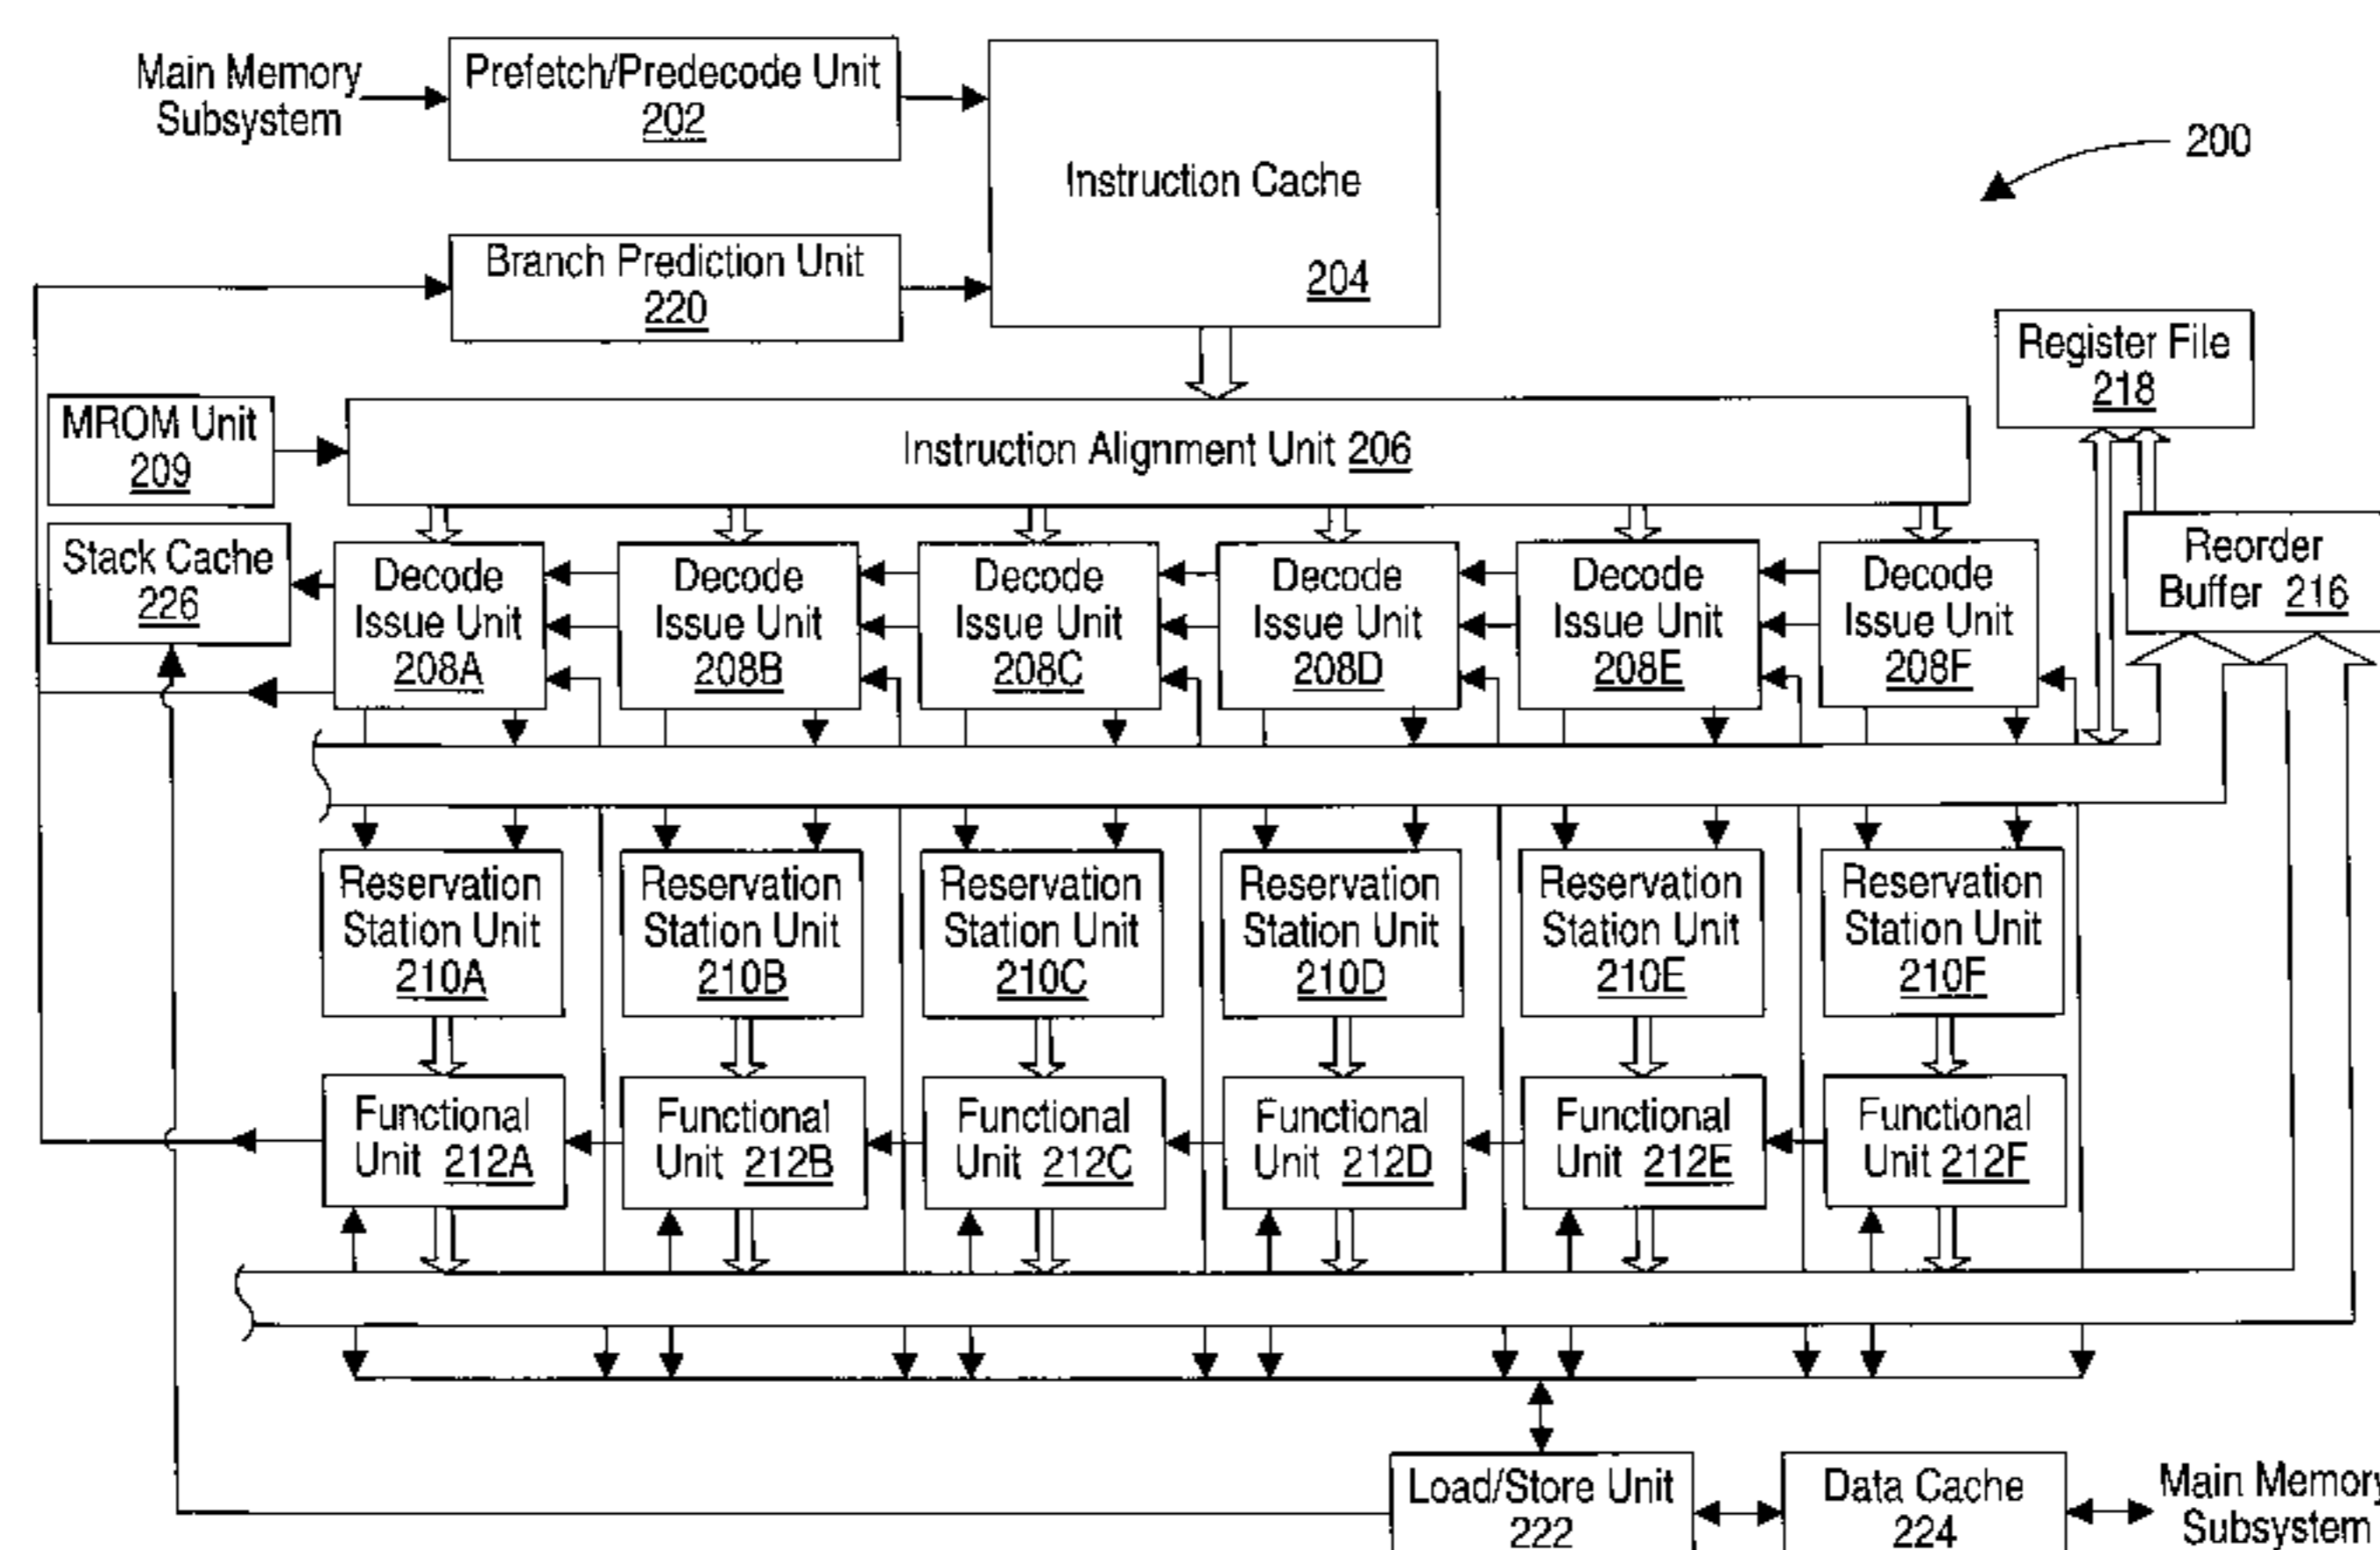 Main Memory
Subsystem
Prefetch/Predecode Unit
202
Instruction Cache
204
200
Branch Prediction Unit
220
Register File
218
MROM Unit
209
Instruction Alignment Unit 206
Stack Cache
226
Decode
Issue Unit
208A
Decode
Issue Unit
208B
Decode
Issue Unit
208C
Decode
Issue Unit
208D
Decode
Issue Unit
208E
Decode
Issue Unit
208F
Reorder
Buffer 216
Reservation
Station Unit
210A
Reservation
Station Unit
210B
Reservation
Station Unit
210C
Reservation
Station Unit
210D
Reservation
Station Unit
210E
Reservation
Station Unit
210F
Functional
Unit 212A
Functional
Unit 212B
Functional
Unit 212C
Functional
Unit 212D
Functional
Unit 212E
Functional
Unit 212F
Load/Store Unit
222
Data Cache
224
Main Memory
Subsystem